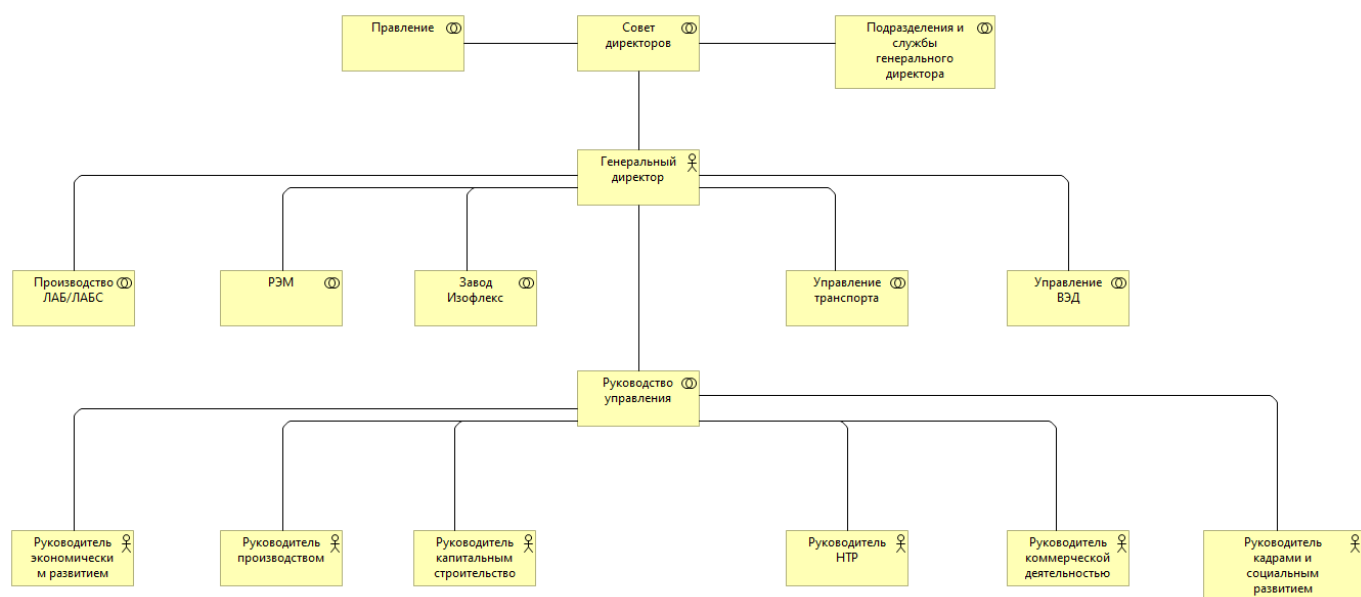 Правление
Совет
директоров
Подразделения и
службы
генерального
директора
Генеральный
директор
Производство
ЛАБ/ЛАБС
РЭМ
Завод
Изофлекс
Управление
транспорта
Управление
ВЭД
Руководство
управления
Руководитель
экономически
м развитием
Руководитель
производством
Руководитель
капитальным
строительство
Руководитель
НТР
Руководитель
коммерческой
деятельностью
Руководитель
кадрами и
социальным
развитием